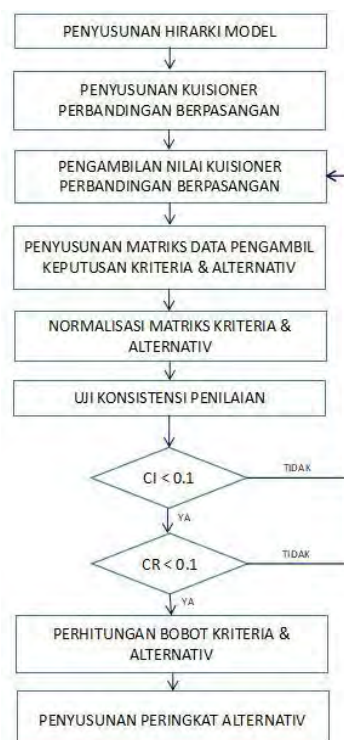 PENYUSUNAN HIRARKI MODEL
PENYUSUNAN KUISIONER
PERBANDINGAN BERPASANGAN
PENGAMBILAN NILAI KUISIONER
PERBANDINGAN BERPASANGAN
PENYUSUNAN MATRIKS DATA PENGAMBIL
KEPUTUSAN KRITERIA & ALTERNATIV
NORMALISASI MATRIKS KRITERIA &
ALTERNATIV
UJI KONSISTENSI PENILAIAN
CI < 0.1
TIDAK
YA
CR < 0.1
TIDAK
YA
PERHITUNGAN BOBOT KRITERIA &
ALTERNATIV
PENYUSUNAN PERINGKAT ALTERNATIV